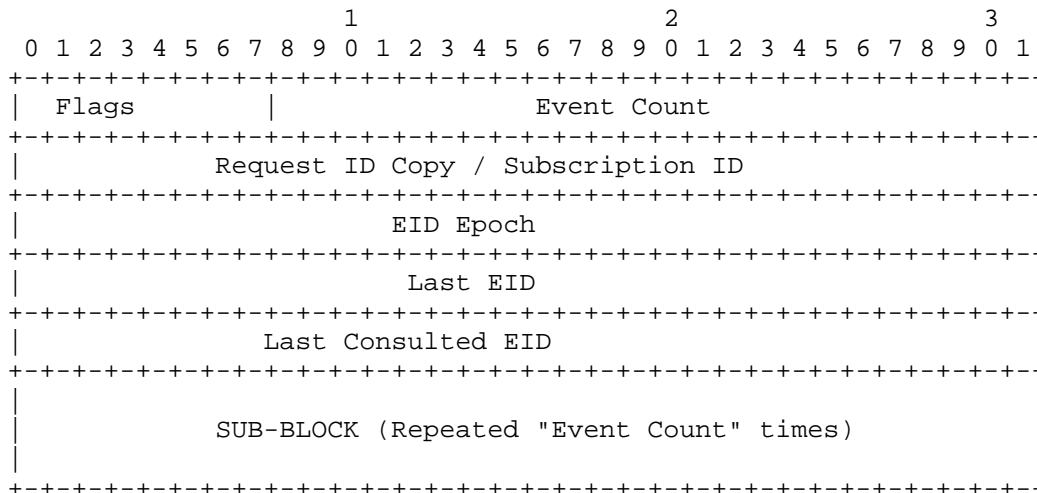 1                   2                   3
 0 1 2 3 4 5 6 7 8 9 0 1 2 3 4 5 6 7 8 9 0 1 2 3 4 5 6 7 8 9 0 1
+-+-+-+-+-+-+-+-+-+-+-+-+-+-+-+-+-+-+-+-+-+-+-+-+-+-+-+-+-+-+-+--
|  Flags        |                Event Count
+-+-+-+-+-+-+-+-+-+-+-+-+-+-+-+-+-+-+-+-+-+-+-+-+-+-+-+-+-+-+-+--
|            Request ID Copy / Subscription ID
+-+-+-+-+-+-+-+-+-+-+-+-+-+-+-+-+-+-+-+-+-+-+-+-+-+-+-+-+-+-+-+--
|                       EID Epoch
+-+-+-+-+-+-+-+-+-+-+-+-+-+-+-+-+-+-+-+-+-+-+-+-+-+-+-+-+-+-+-+--
|                        Last EID
+-+-+-+-+-+-+-+-+-+-+-+-+-+-+-+-+-+-+-+-+-+-+-+-+-+-+-+-+-+-+-+--
|               Last Consulted EID
+-+-+-+-+-+-+-+-+-+-+-+-+-+-+-+-+-+-+-+-+-+-+-+-+-+-+-+-+-+-+-+--
|
|            SUB-BLOCK (Repeated "Event Count" times)
|
+-+-+-+-+-+-+-+-+-+-+-+-+-+-+-+-+-+-+-+-+-+-+-+-+-+-+-+-+-+-+-+--